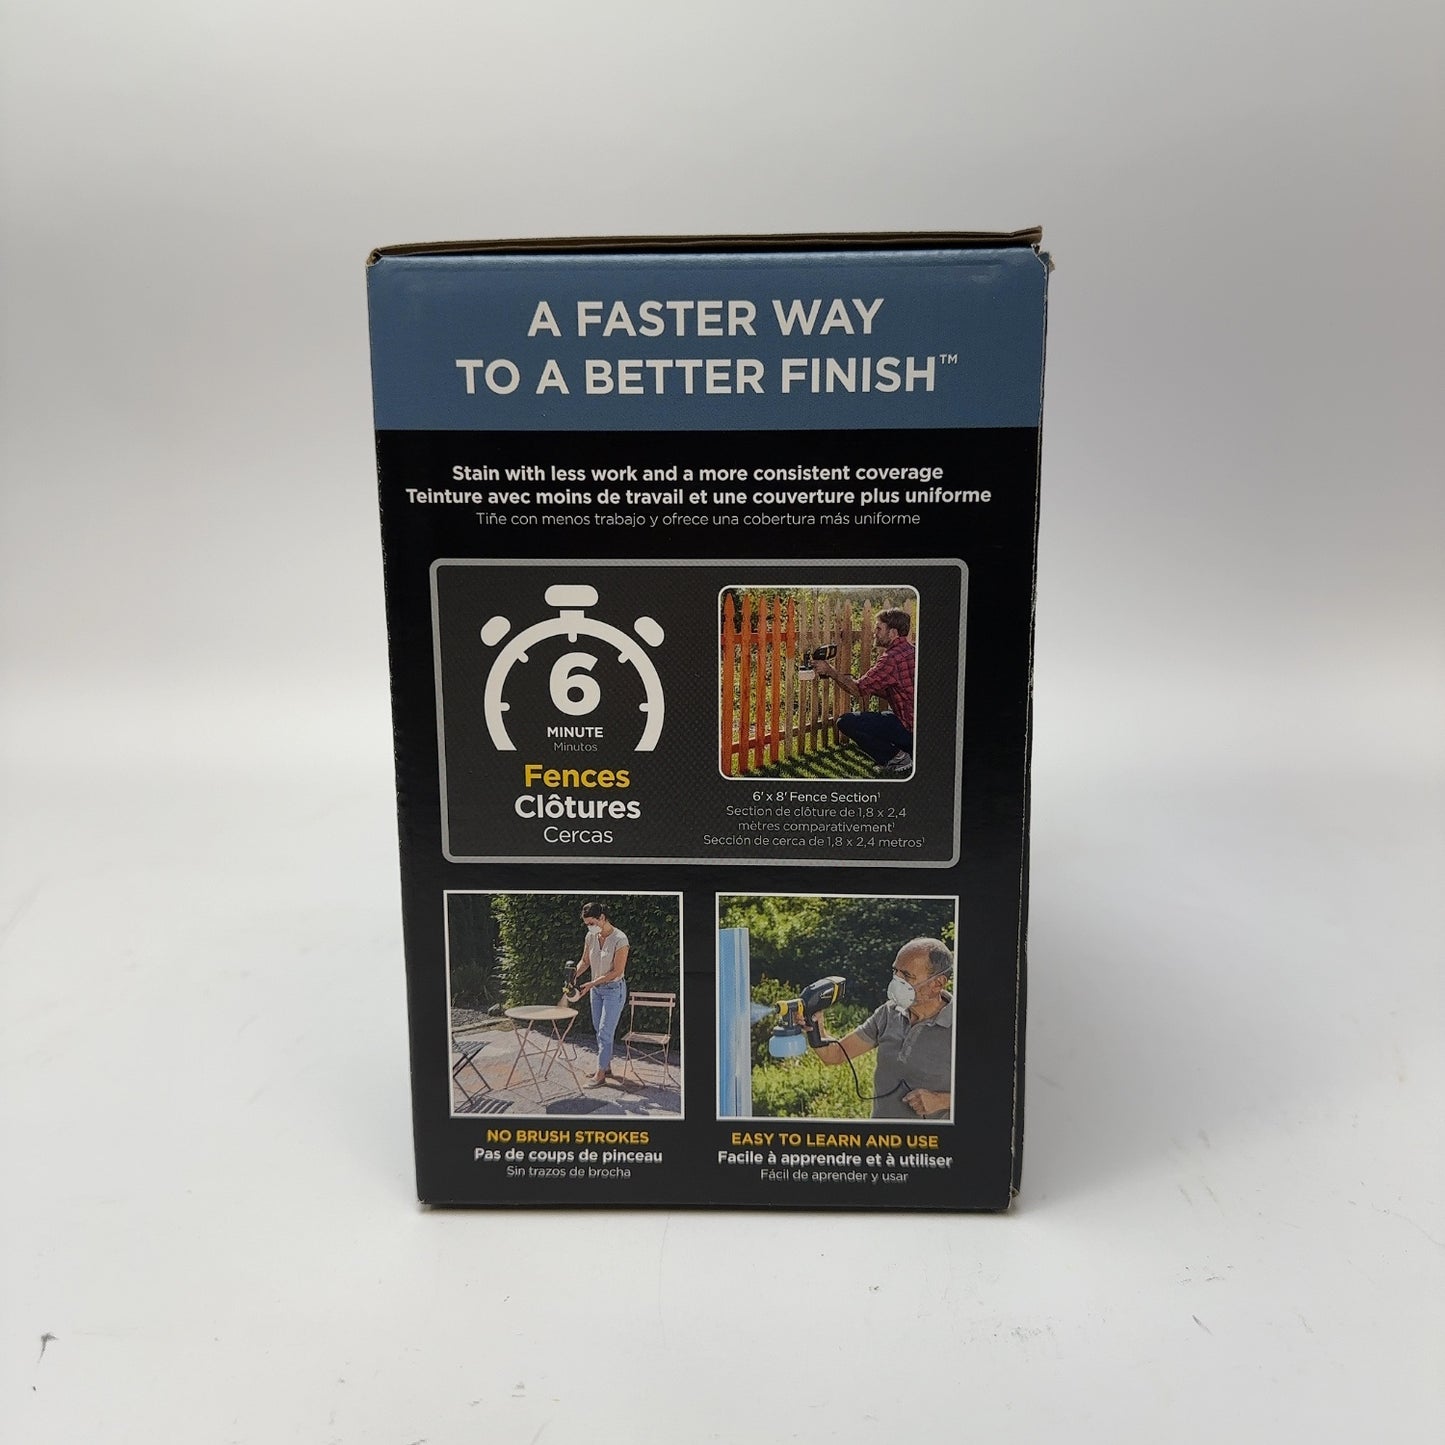 A FASTER WAY
TO A BETTER FINISH™
Stain with less work and a more consistent coverage
Teinture avec moins de travail et une couverture plus uniforme
Tiñe con menos trabajo y ofrece una cobertura más uniforme
6
MINUTE
Minutos
Fences
Clôtures
Cercas
6' x 8' Fence Section¹
Section de clôture de 1,8 x 2,4
mètres comparativement¹
Sección de cerca de 1,8 x 2,4 metros¹
NO BRUSH STROKES
Pas de coups de pinceau
Sin trazos de brocha
EASY TO LEARN AND USE
Facile à apprendre et à utiliser
Fácil de aprender y usar